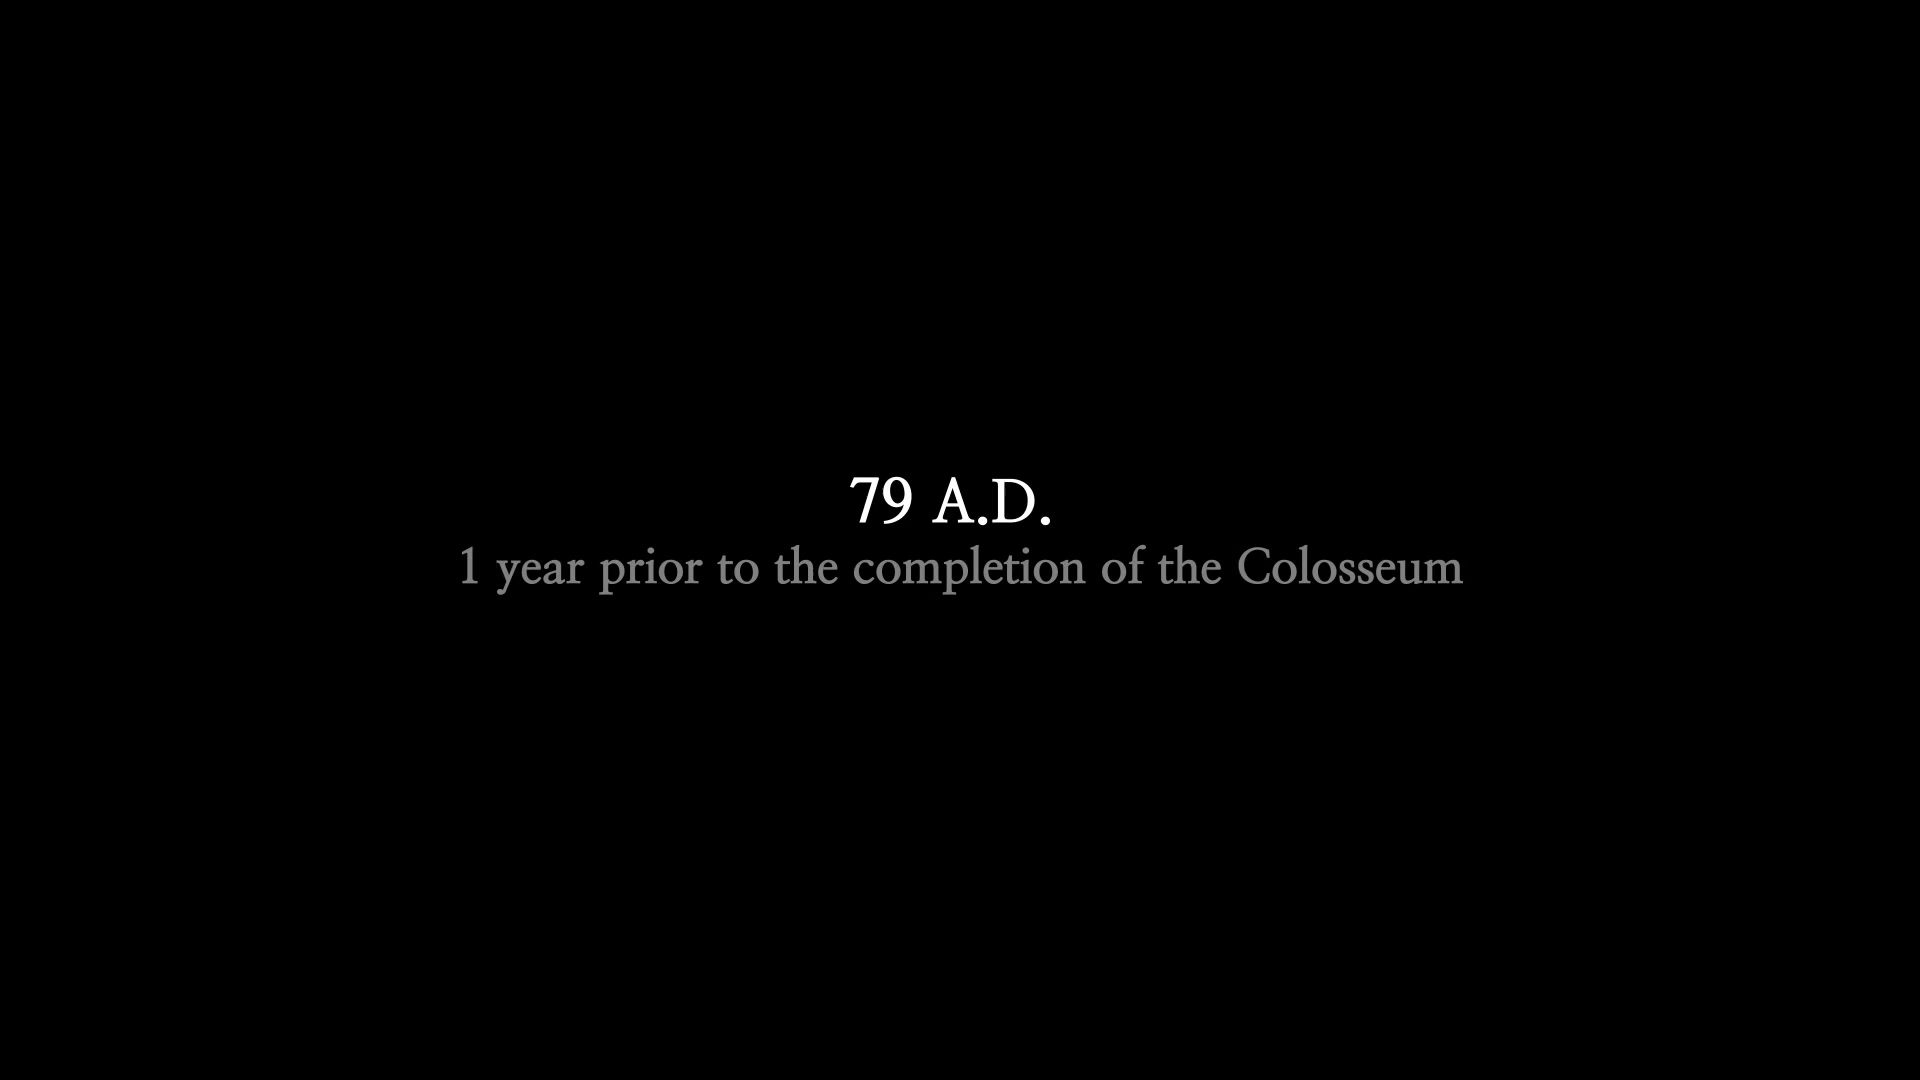 79 A.D.
1 year prior to the completion of the Colosseum